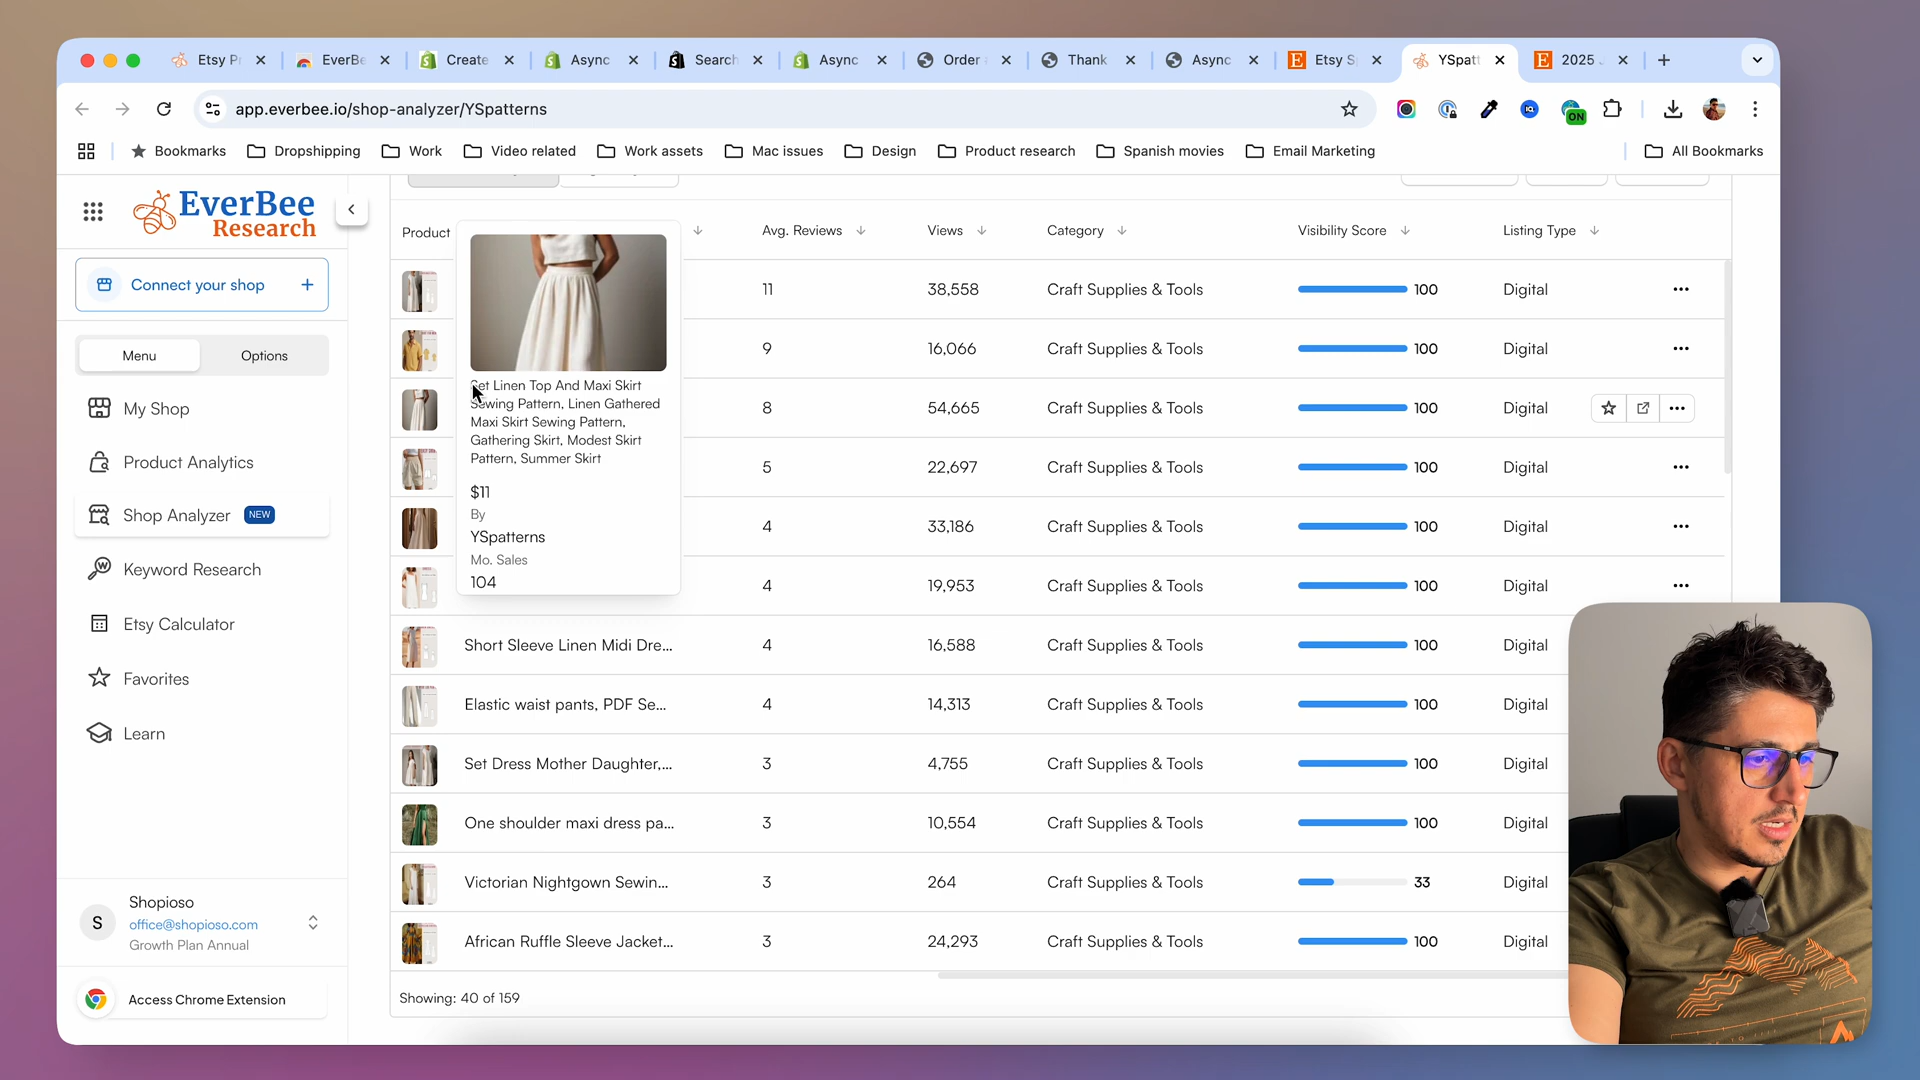 Etsy P
EverBe
Create
Async
Search
Async
Order
Thank
Async
Etsy S
YSpatt
2025
app.everbee.io/shop-analyzer/YSpatterns
ON
Bookmarks
Dropshipping
Work
Video related
Work assets
Mac issues
Design
Product research
Spanish movies
Email Marketing
All Bookmarks
EverBee
Research
Connect your shop
Menu
Options
My Shop
Product Analytics
Shop Analyzer NEW
Keyword Research
Etsy Calculator
Favorites
Learn
S
Shopioso
office@shopioso.com
Growth Plan Annual
Access Chrome Extension
Product
Avg. Reviews
Views
Category
Visibility Score
Listing Type
Set Linen Top And Maxi Skirt
Sewing Pattern, Linen Gathered
Maxi Skirt Sewing Pattern,
Gathering Skirt, Modest Skirt
Pattern, Summer Skirt
$11
By
YSpatterns
Mo. Sales
104
11 38,558 Craft Supplies & Tools 100 Digital
9 16,066 Craft Supplies & Tools 100 Digital
8 54,665 Craft Supplies & Tools 100 Digital
5 22,697 Craft Supplies & Tools 100 Digital
4 33,186 Craft Supplies & Tools 100 Digital
4 19,953 Craft Supplies & Tools 100 Digital
Short Sleeve Linen Midi Dre... 4 16,588 Craft Supplies & Tools 100 Digital
Elastic waist pants, PDF Se... 4 14,313 Craft Supplies & Tools 100 Digital
Set Dress Mother Daughter,... 3 4,755 Craft Supplies & Tools 100 Digital
One shoulder maxi dress pa... 3 10,554 Craft Supplies & Tools 100 Digital
Victorian Nightgown Sewin... 3 264 Craft Supplies & Tools 33 Digital
African Ruffle Sleeve Jacket... 3 24,293 Craft Supplies & Tools 100 Digital
Showing: 40 of 159